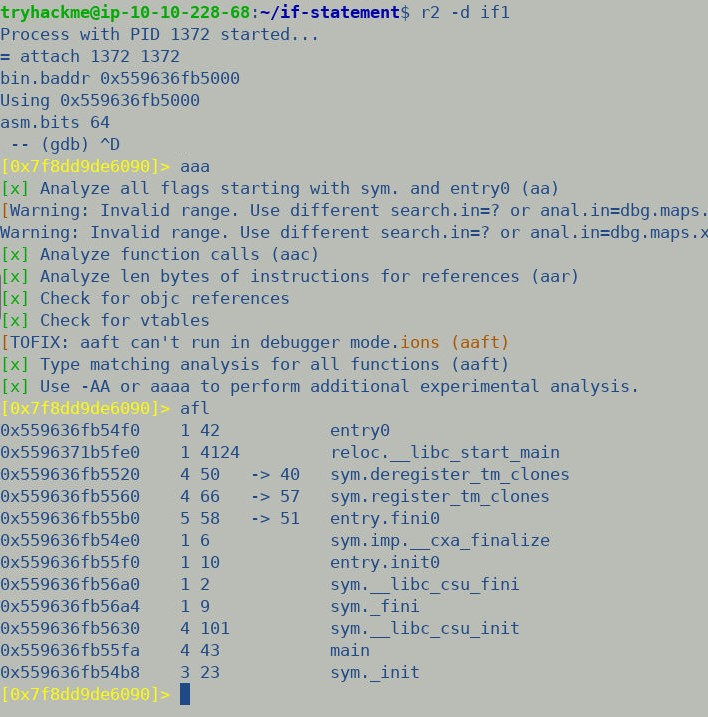 tryhackme@ip-10-10-228-68:~/if-statement$ r2 -d if1
Process with PID 1372 started...
= attach 1372 1372
bin.baddr 0x559636fb5000
Using 0x559636fb5000
asm.bits 64
 -- (gdb) ^D
[0x7f8dd9de6090]> aaa
[x] Analyze all flags starting with sym. and entry0 (aa)
[Warning: Invalid range. Use different search.in=? or anal.in=dbg.maps.
Warning: Invalid range. Use different search.in=? or anal.in=dbg.maps.x
[x] Analyze function calls (aac)
[x] Analyze len bytes of instructions for references (aar)
[x] Check for objc references
[x] Check for vtables
[TOFIX: aaft can't run in debugger mode.ions (aaft)
[x] Type matching analysis for all functions (aaft)
[x] Use -AA or aaaa to perform additional experimental analysis.
[0x7f8dd9de6090]> afl
0x559636fb54f0    1 42           entry0
0x5596371b5fe0    1 4124         reloc.__libc_start_main
0x559636fb5520    4 50   -> 40   sym.deregister_tm_clones
0x559636fb5560    4 66   -> 57   sym.register_tm_clones
0x559636fb55b0    5 58   -> 51   entry.fini0
0x559636fb54e0    1 6            sym.imp.__cxa_finalize
0x559636fb55f0    1 10           entry.init0
0x559636fb56a0    1 2            sym.__libc_csu_fini
0x559636fb56a4    1 9            sym._fini
0x559636fb5630    4 101          sym.__libc_csu_init
0x559636fb55fa    4 43           main
0x559636fb54b8    3 23           sym._init
[0x7f8dd9de6090]>